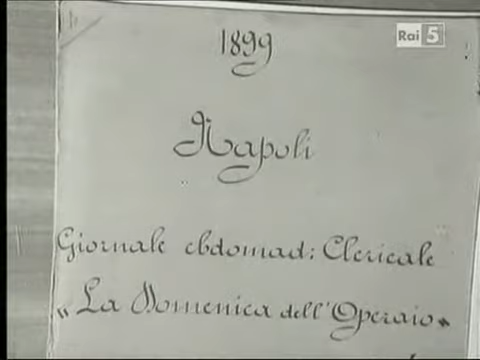 1899
Rai 5
Napoli
Giornale ebdomad: Clericale
„La Domenica dell'Operaio„